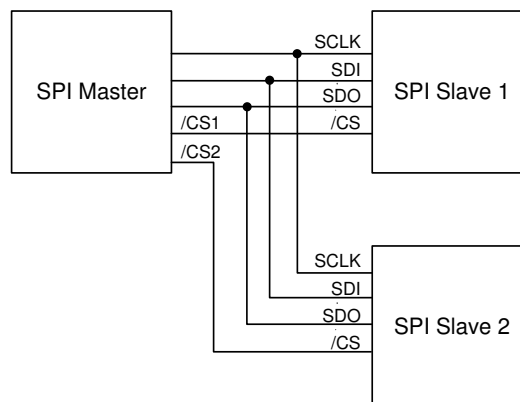 SPI Master
/CS1
/CS2
SCLK
SDI
SDO
/CS
SPI Slave 1
SCLK
SDI
SDO
/CS
SPI Slave 2